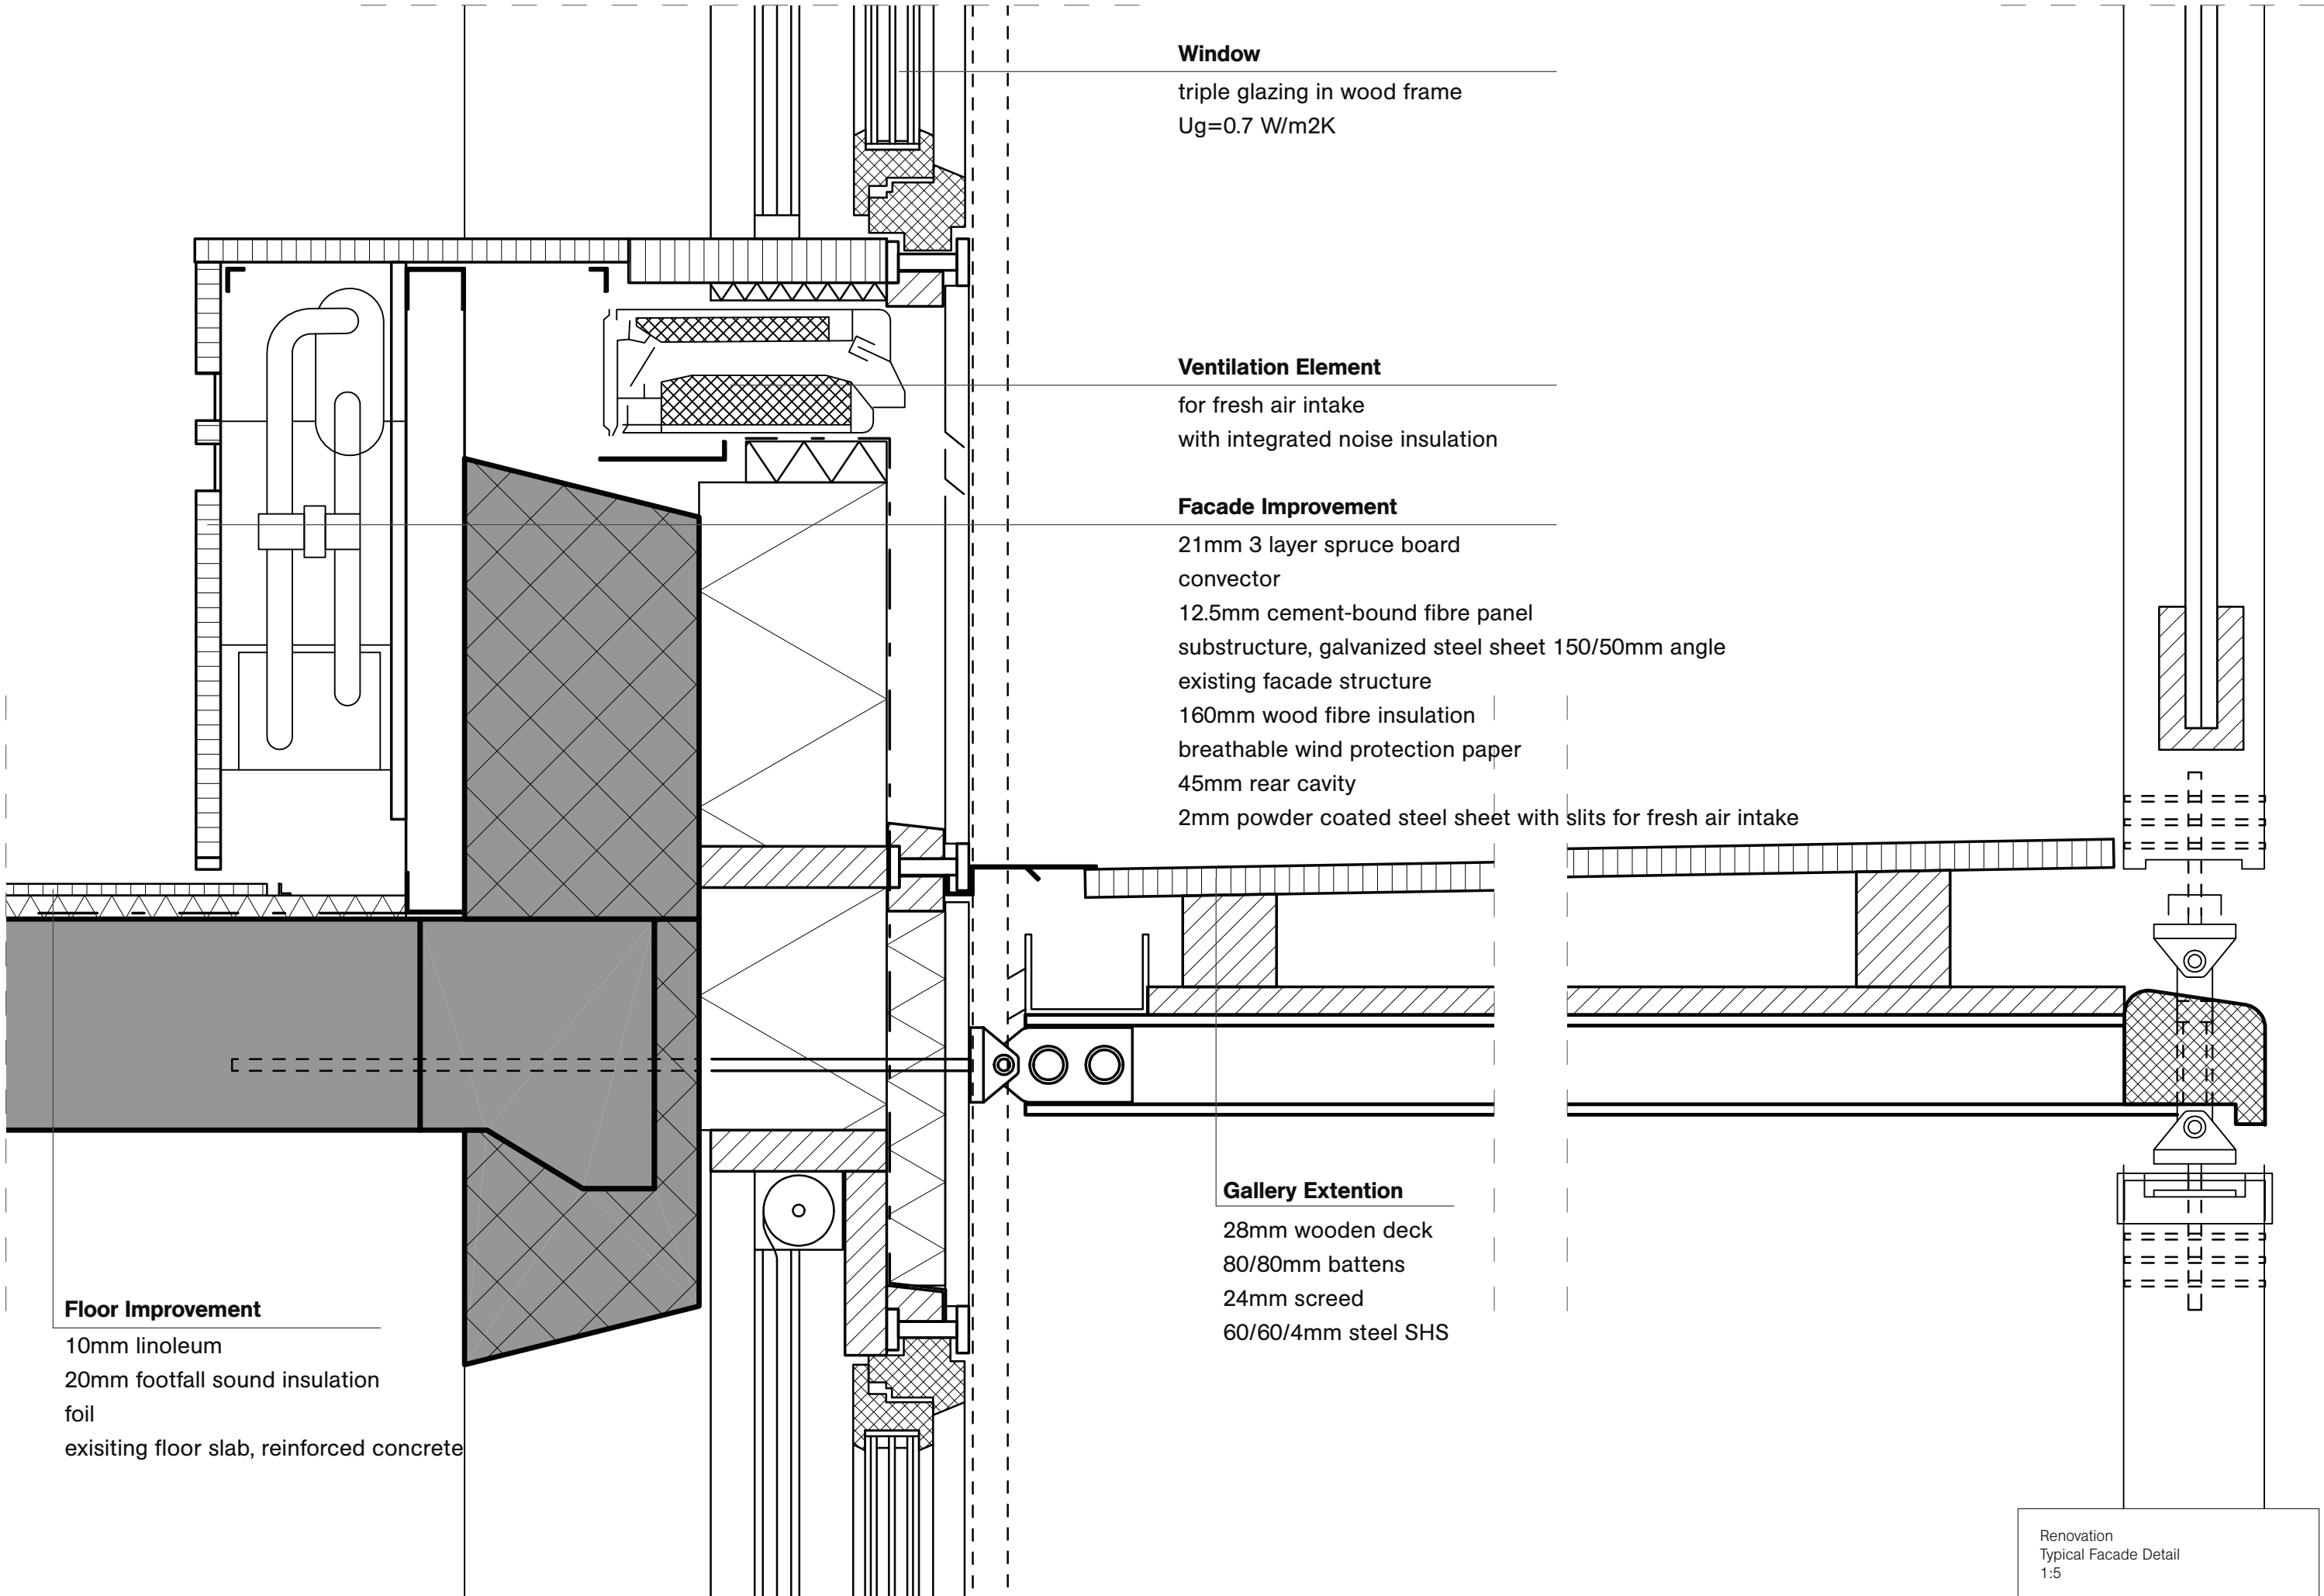 Window
triple glazing in wood frame
Ug=0.7 W/m2K
Ventilation Element
for fresh air intake
with integrated noise insulation
Facade Improvement
21mm 3 layer spruce board
convector
12.5mm cement-bound fibre panel
substructure, galvanized steel sheet 150/50mm angle
existing facade structure
160mm wood fibre insulation
breathable wind protection paper
45mm rear cavity
2mm powder coated steel sheet with slits for fresh air intake
Gallery Extention
28mm wooden deck
80/80mm battens
24mm screed
60/60/4mm steel SHS
Floor Improvement
10mm linoleum
20mm footfall sound insulation
foil
exisiting floor slab, reinforced concrete
Renovation
Typical Facade Detail
1:5